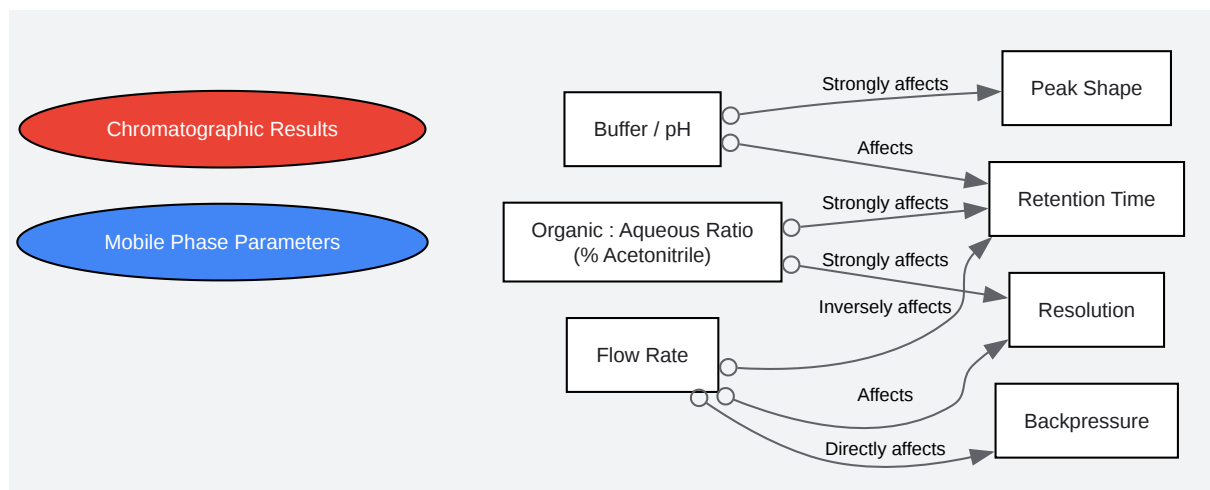 Chromatographic Results
Mobile Phase Parameters
Buffer / pH
Organic : Aqueous Ratio
(% Acetonitrile)
Flow Rate
Strongly affects
Affects
Strongly affects
Strongly affects
Inversely affects
Affects
Directly affects
Peak Shape
Retention Time
Resolution
Backpressure